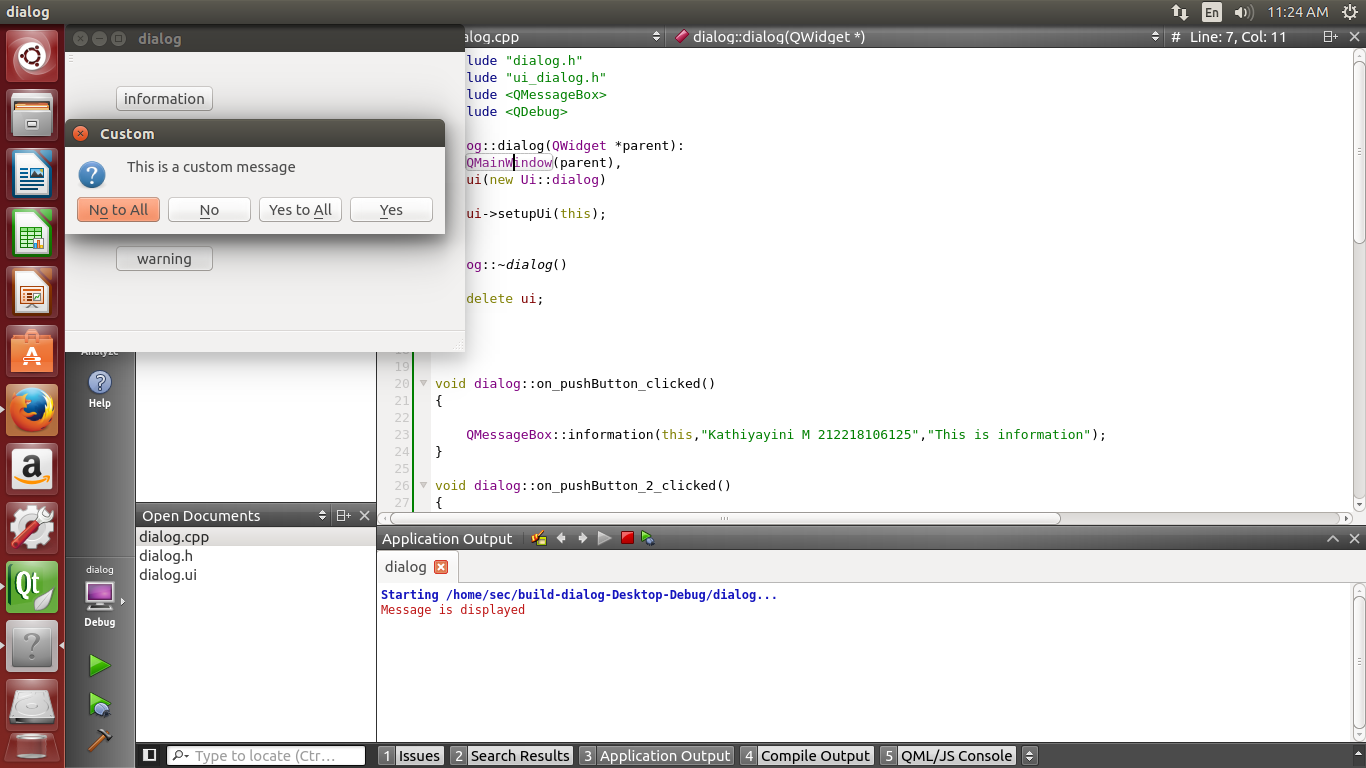 dialog
En
11:24 AM
dialog
information
Custom
This is a custom message
No to All
No
Yes to All
Yes
warning
alog.cpp
dialog::dialog(QWidget *)
# Line: 7, Col: 11
lude "dialog.h"
lude "ui_dialog.h"
lude <QMessageBox>
lude <QDebug>
og::dialog(QWidget *parent):
QMainWindow(parent),
ui(new Ui::dialog)
ui->setupUi(this);
og::~dialog()
delete ui;
19
20 void dialog::on_pushButton_clicked()
21 {
22
23 QMessageBox::information(this,"Kathiyayini M 212218106125","This is information");
24 }
25
26 void dialog::on_pushButton_2_clicked()
27 {
Analyze
Help
Open Documents
dialog.cpp
dialog.h
dialog.ui
dialog
Debug
Qt
Application Output
dialog
Starting /home/sec/build-dialog-Desktop-Debug/dialog...
Message is displayed
Type to locate (Ctr...
1 Issues
2 Search Results
3 Application Output
4 Compile Output
5 QML/JS Console